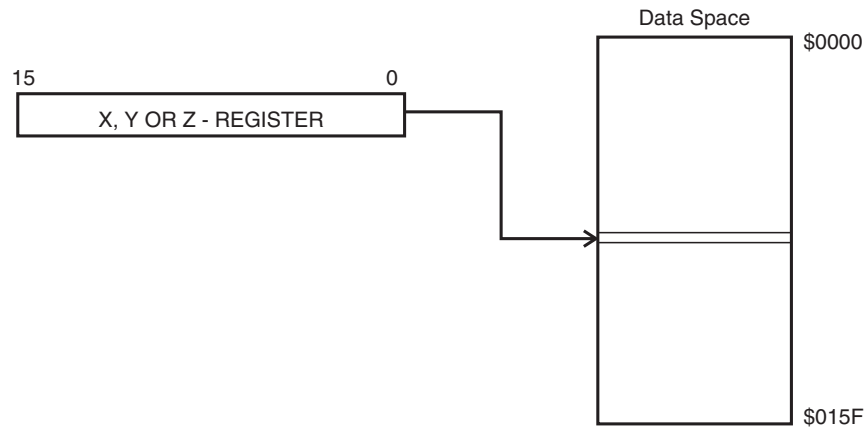 Data Space
$0000
15 0
X, Y OR Z - REGISTER
$015F